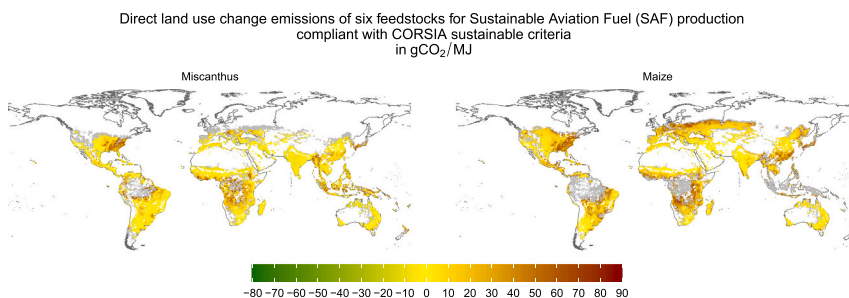 Direct land use change emissions of six feedstocks for Sustainable Aviation Fuel (SAF) production
compliant with CORSIA sustainable criteria
in gCO₂/MJ
Miscanthus Maize
−80 −70 −60 −50 −40 −30 −20 −10 0 10 20 30 40 50 60 70 80 90